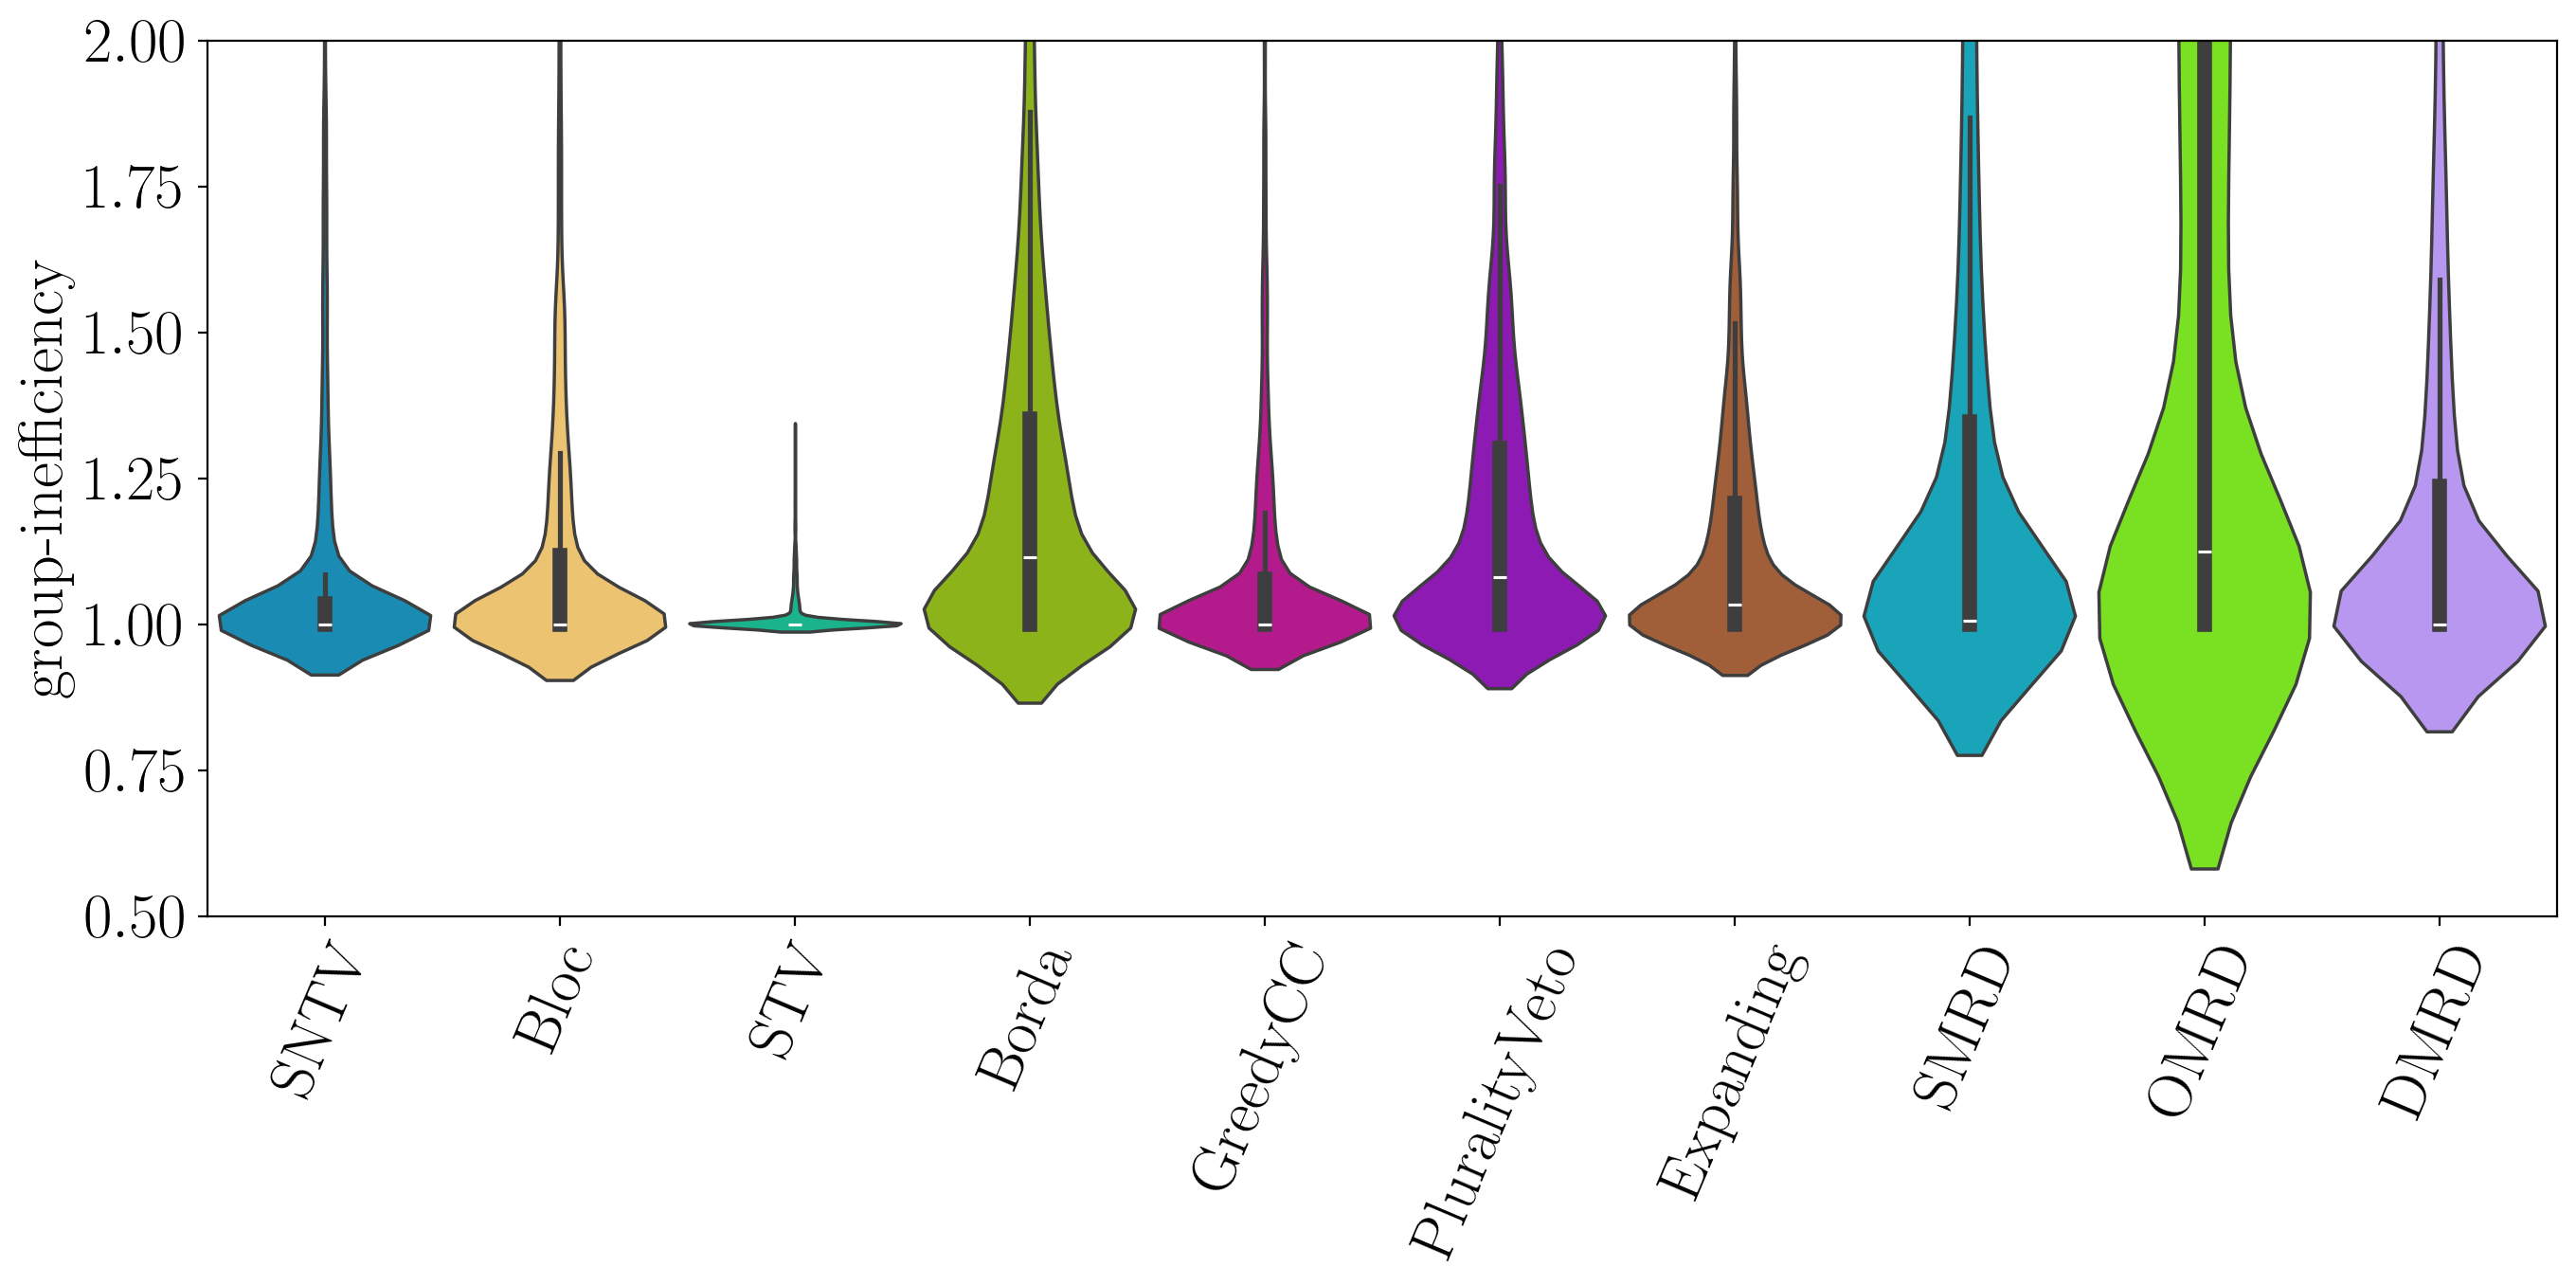 group-inefficiency
2.00
1.75
1.50
1.25
1.00
0.75
0.50
SNTV
Bloc
STV
Borda
GreedyCC
PluralityVeto
Expanding
SMRD
OMRD
DMRD